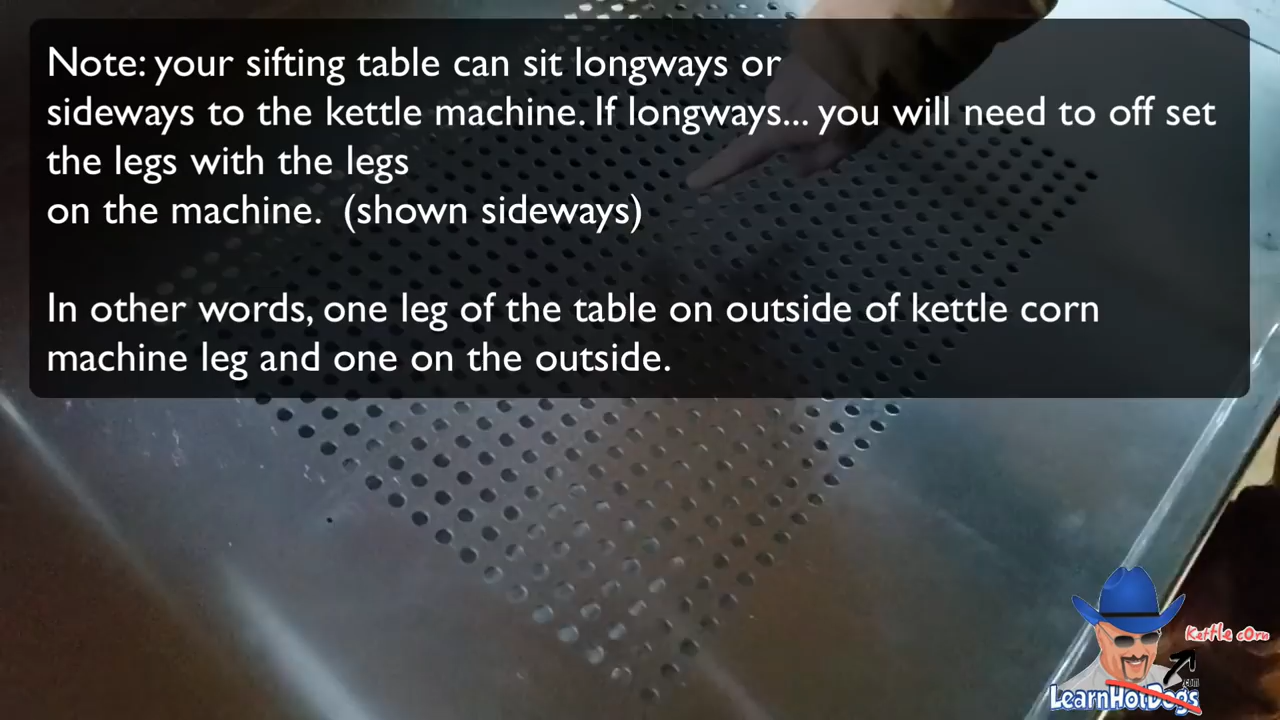 Note: your sifting table can sit longways or
sideways to the kettle machine. If longways... you will need to off set
the legs with the legs
on the machine.  (shown sideways)
In other words, one leg of the table on outside of kettle corn
machine leg and one on the outside.
Kettle cOrn
.com
LearnHotDogs